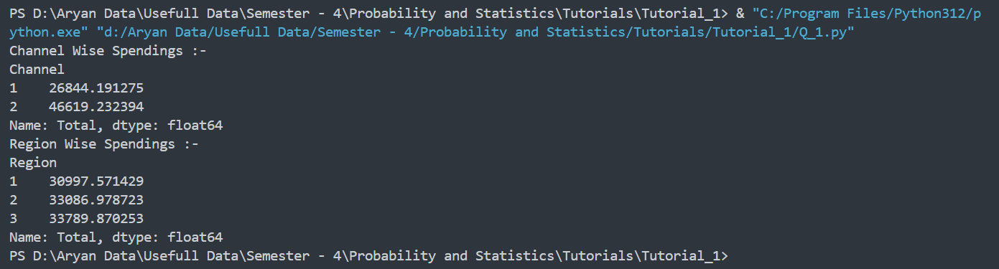 PS D:\Aryan Data\Usefull Data\Semester - 4\Probability and Statistics\Tutorials\Tutorial_1> & "C:/Program Files/Python312/p
ython.exe" "d:/Aryan Data/Usefull Data/Semester - 4/Probability and Statistics/Tutorials/Tutorial_1/Q_1.py"
Channel Wise Spendings :-
Channel
1    26844.191275
2    46619.232394
Name: Total, dtype: float64
Region Wise Spendings :-
Region
1    30997.571429
2    33086.978723
3    33789.870253
Name: Total, dtype: float64
PS D:\Aryan Data\Usefull Data\Semester - 4\Probability and Statistics\Tutorials\Tutorial_1>